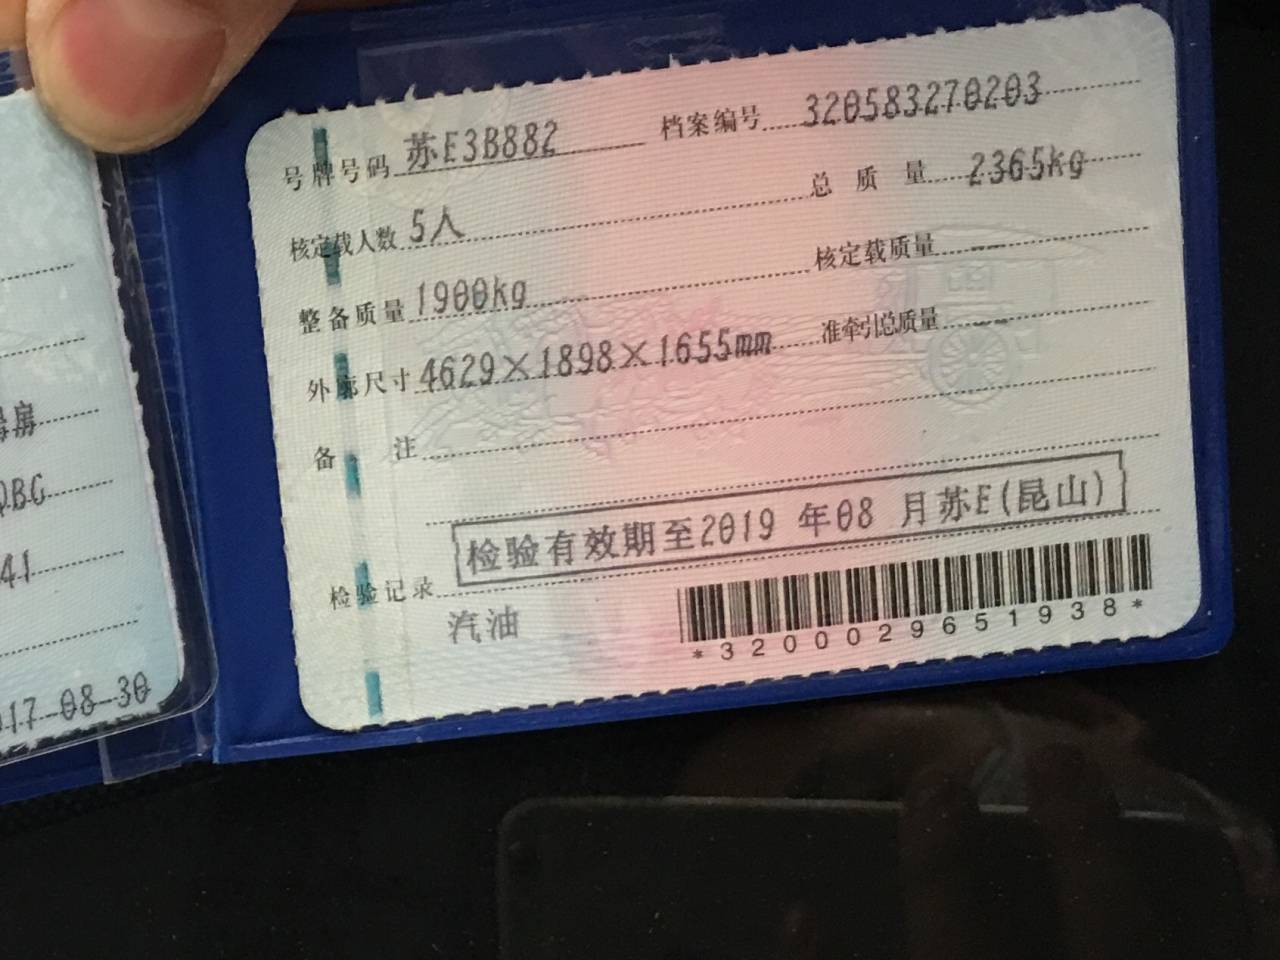 号牌号码 苏E3B882 档案编号 320583270203
核定载人数 5人 总质量 2365kg
整备质量 1900kg 核定载质量 --
外廓尺寸 4629×1898×1655mm 准牵引总质量 --
备注
检验有效期至2019 年08 月苏E(昆山)
检验记录
汽油
*3200029651938*
房
QBG
41
17-08-30